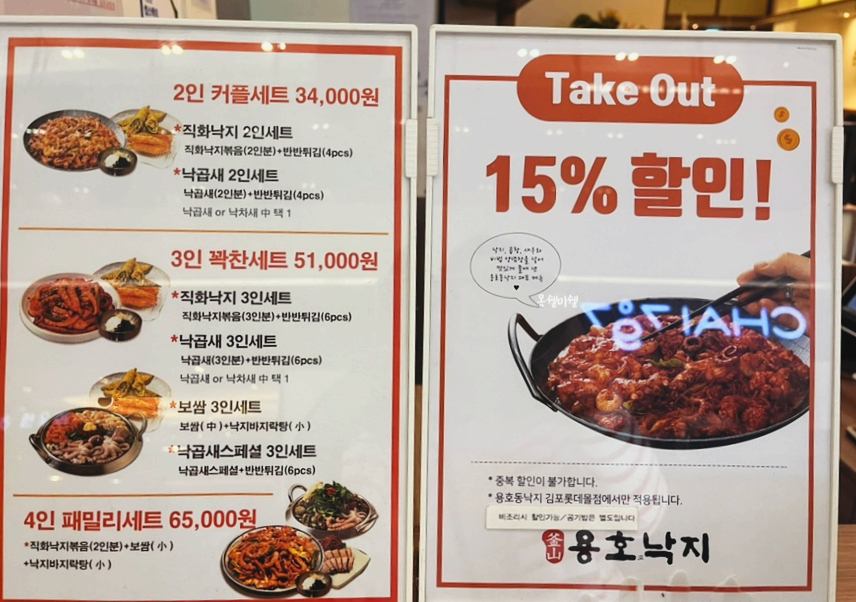 2인 커플세트 34,000원
*직화낙지 2인세트
직화낙지볶음(2인분)+반반튀김(4pcs)
*낙곱새 2인세트
낙곱새(2인분)+반반튀김(4pcs)
낙곱새 or 낙차새 中 택 1
3인 꽉찬세트 51,000원
*직화낙지 3인세트
직화낙지볶음(3인분)+반반튀김(6pcs)
*낙곱새 3인세트
낙곱새(3인분)+반반튀김(6pcs)
낙곱새 or 낙차새 中 택 1
*보쌈 3인세트
보쌈(中)+낙지바지락탕(小)
*낙곱새스페셜 3인세트
낙곱새스페셜+반반튀김(6pcs)
4인 패밀리세트 65,000원
*직화낙지볶음(2인분)+보쌈(小)
+낙지바지락탕(小)
Take Out
15% 할인!
낙지, 곱창, 새우와
CHAI797
* 중복 할인이 불가합니다.
* 용호동낙지 김포롯데몰점에서만 적용됩니다.
비조리시 할인가능/공기밥은 별도입니다
釜山 용호낙지